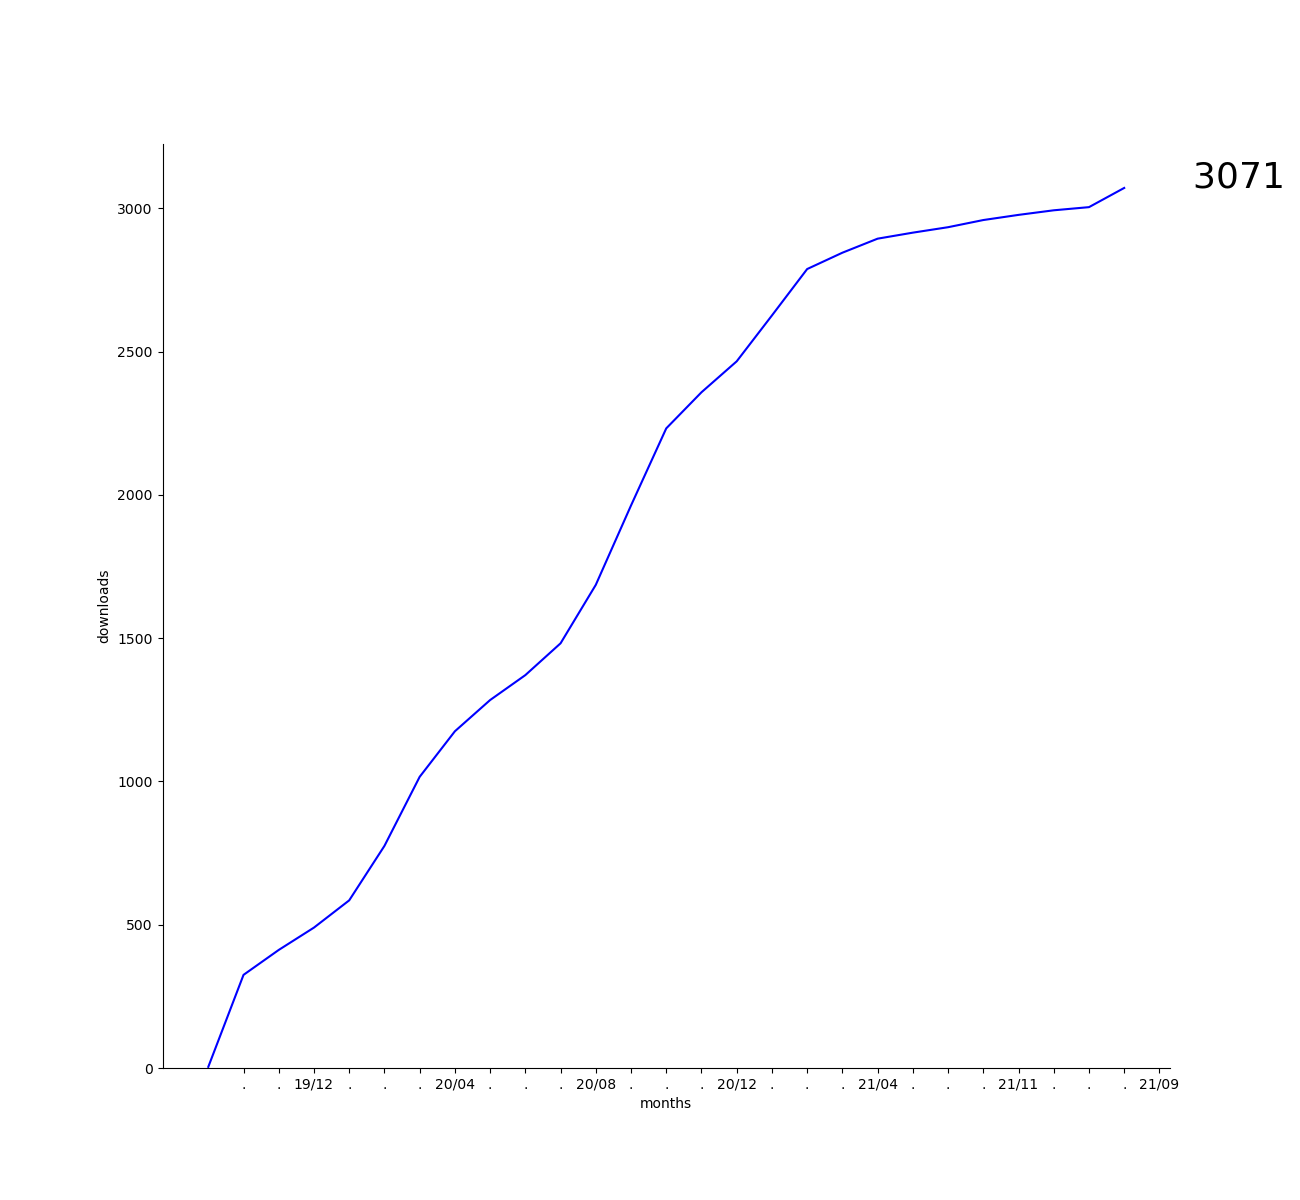 3071
3000
2500
2000
downloads
1500
1000
500
0
. . 19/12 . . . 20/04 . . . 20/08 . . . 20/12 . . . 21/04 . . . 21/11 . . . 21/09
months